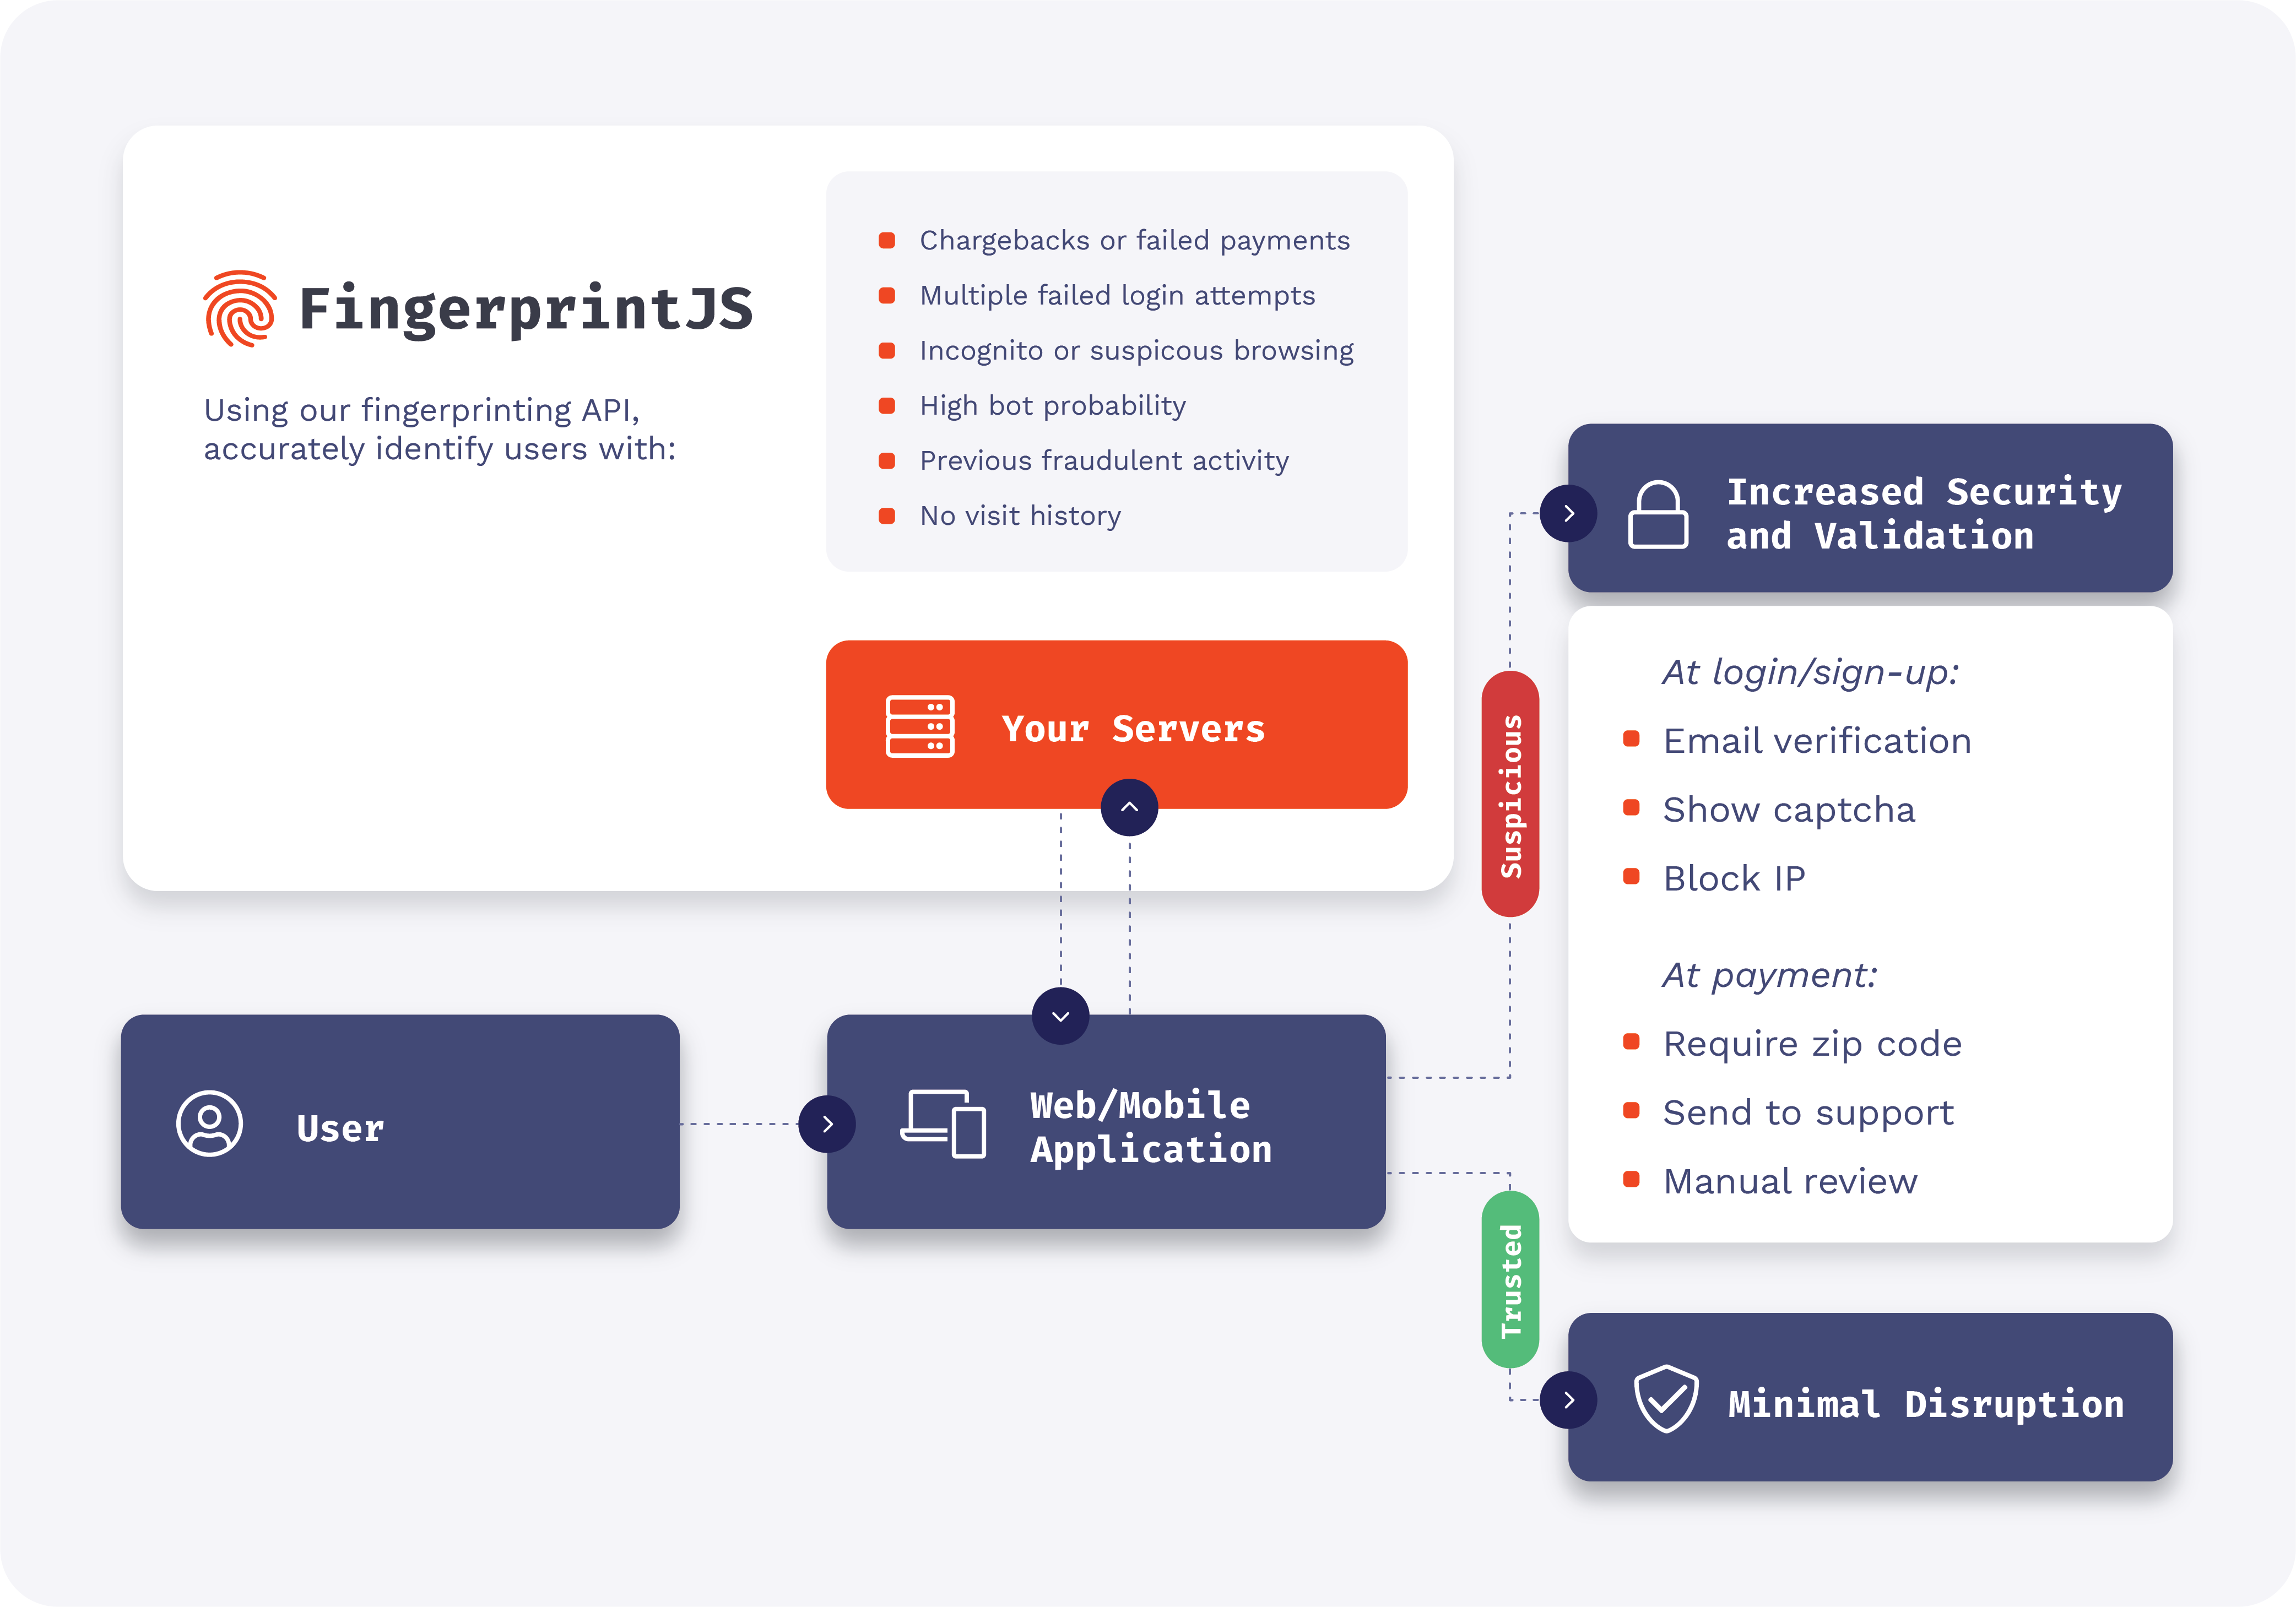 FingerprintJS
Using our fingerprinting API,
accurately identify users with:
Chargebacks or failed payments
Multiple failed login attempts
Incognito or suspicous browsing
High bot probability
Previous fraudulent activity
No visit history
Your Servers
User
Web/Mobile
Application
Suspicious
Trusted
Increased Security
and Validation
At login/sign-up:
Email verification
Show captcha
Block IP
At payment:
Require zip code
Send to support
Manual review
Minimal Disruption